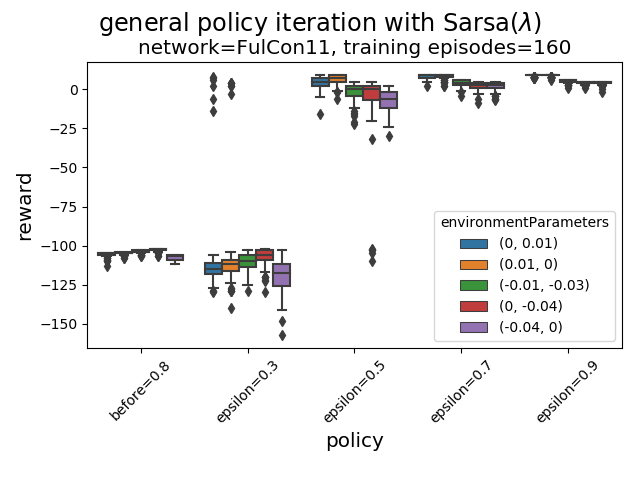 general policy iteration with Sarsa(λ)
network=FulCon11, training episodes=160
reward
0
−25
−50
−75
−100
−125
−150
environmentParameters
(0, 0.01)
(0.01, 0)
(-0.01, -0.03)
(0, -0.04)
(-0.04, 0)
before=0.8
epsilon=0.3
epsilon=0.5
epsilon=0.7
epsilon=0.9
policy